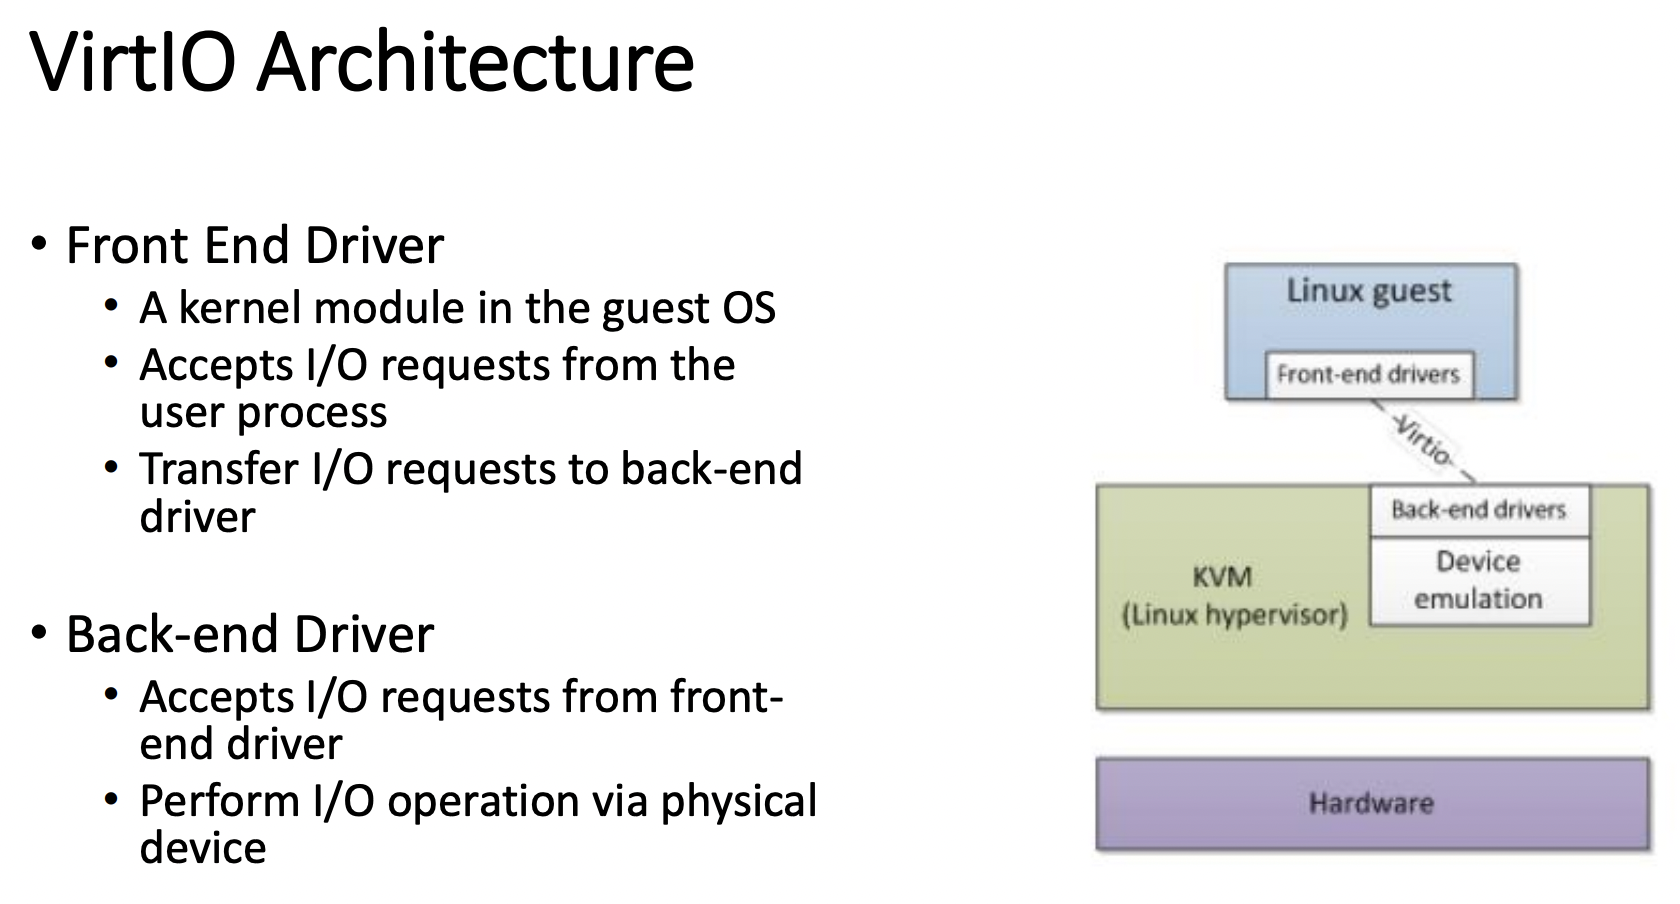 VirtIO Architecture
• Front End Driver
• A kernel module in the guest OS
• Accepts I/O requests from the
user process
• Transfer I/O requests to back-end
driver
• Back-end Driver
• Accepts I/O requests from front-
end driver
• Perform I/O operation via physical
device
Linux guest
Front-end drivers
Virtio
Back-end drivers
Device
emulation
KVM
(Linux hypervisor)
Hardware